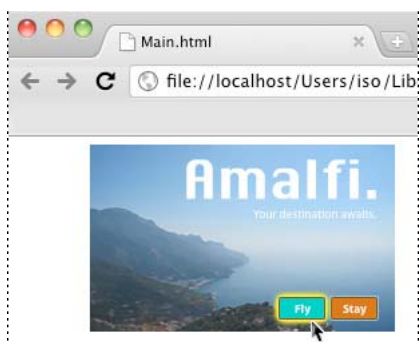 Main.html
file://localhost/Users/iso/Lib
Amalfi.
Your destination awaits.
Fly
Stay